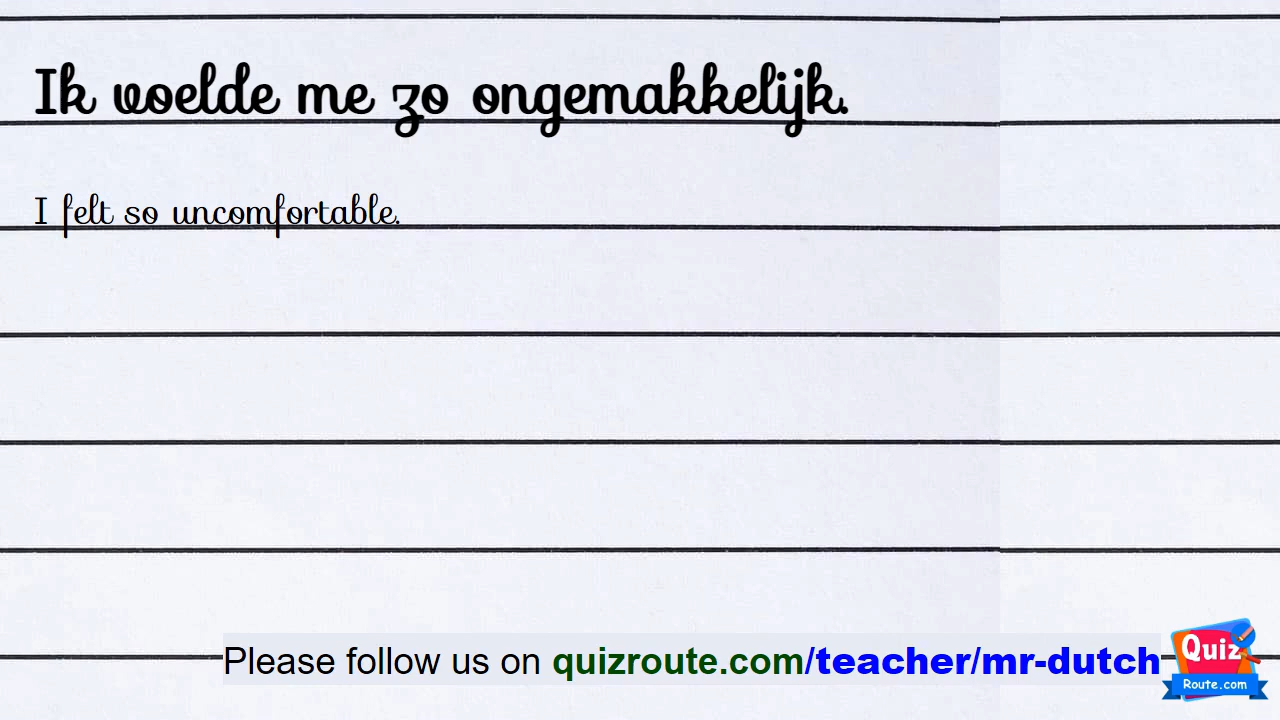 Ik voelde me zo ongemakkelijk.
I felt so uncomfortable.
Please follow us on quizroute.com/teacher/mr-dutch
Quiz
Route.com